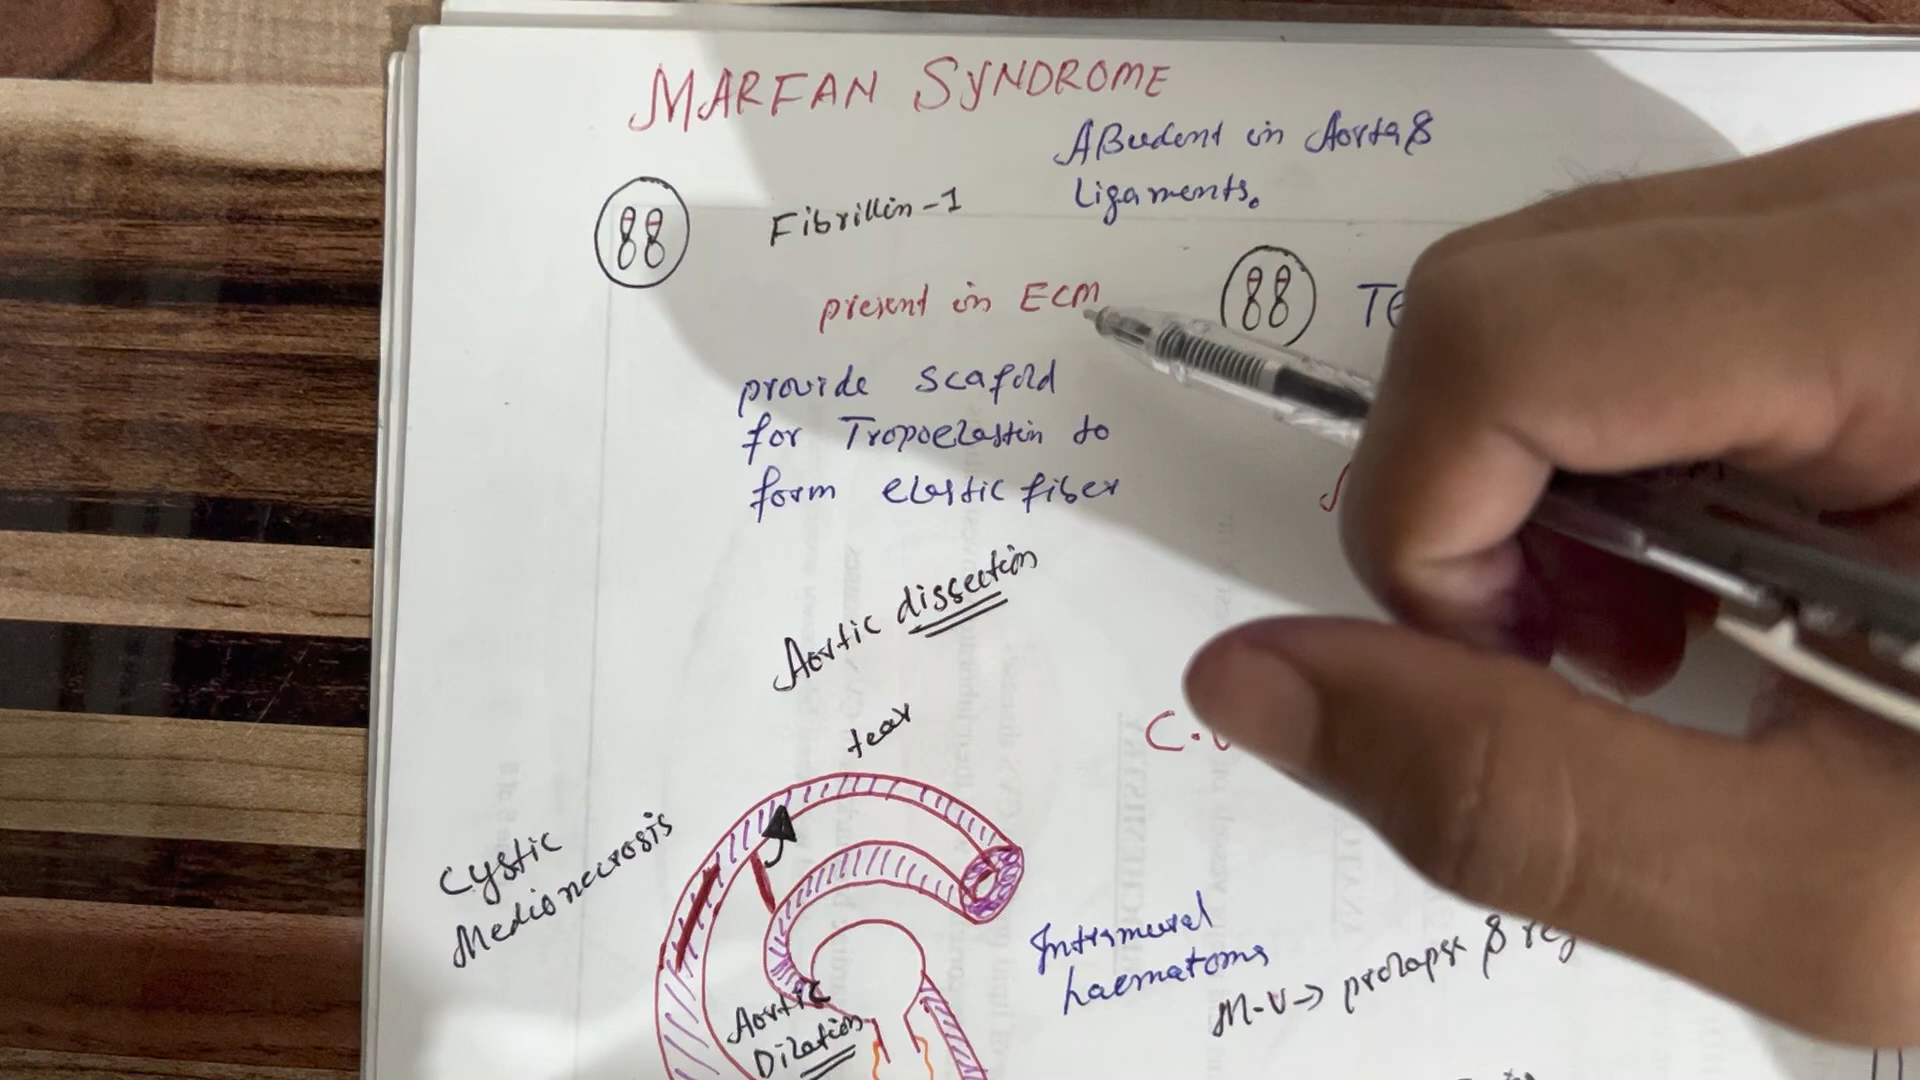 MARFAN SYNDROME
ABudent in Aorta &
Ligaments.
88
Fibrillin-1
present in ECM
88
provide scafold
for Tropoelastin to
form elastic fiber
Aortic dissection
tear
Cystic
Medionecrosis
Aortic
Dilation
Intramural
haematoma
M.V→ prolapse &